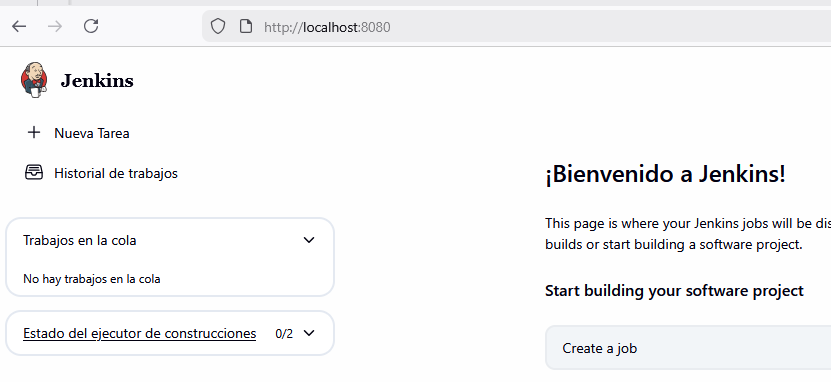 http://localhost:8080
Jenkins
Nueva Tarea
Historial de trabajos
Trabajos en la cola
No hay trabajos en la cola
Estado del ejecutor de construcciones 0/2
¡Bienvenido a Jenkins!
This page is where your Jenkins jobs will be
builds or start building a software project.
Start building your software project
Create a job